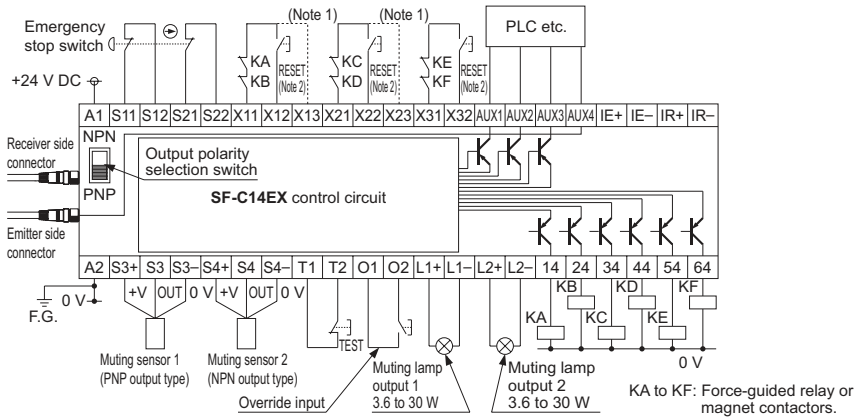 (Note 1) (Note 1)
Emergency
stop switch
PLC etc.
KA
KB
RESET
(Note 2)
KC
KD
RESET
(Note 2)
KE
KF
RESET
(Note 2)
+24 V DC
A1 S11 S12 S21 S22 X11 X12 X13 X21 X22 X23 X31 X32 AUX1 AUX2 AUX3 AUX4 IE+ IE– IR+ IR–
NPN
Receiver side
connector
Output polarity
selection switch
SF-C14EX control circuit
PNP
Emitter side
connector
A2 S3+ S3 S3– S4+ S4 S4– T1 T2 O1 O2 L1+ L1– L2+ L2– 14 24 34 44 54 64
0 V
F.G.
+V OUT 0 V +V OUT 0 V
KB KD KF
KA KC KE
TEST
0 V
Muting sensor 1
(PNP output type)
Muting sensor 2
(NPN output type)
Override input
Muting lamp
output 1
3.6 to 30 W
Muting lamp
output 2
3.6 to 30 W
KA to KF: Force-guided relay or
magnet contactors.